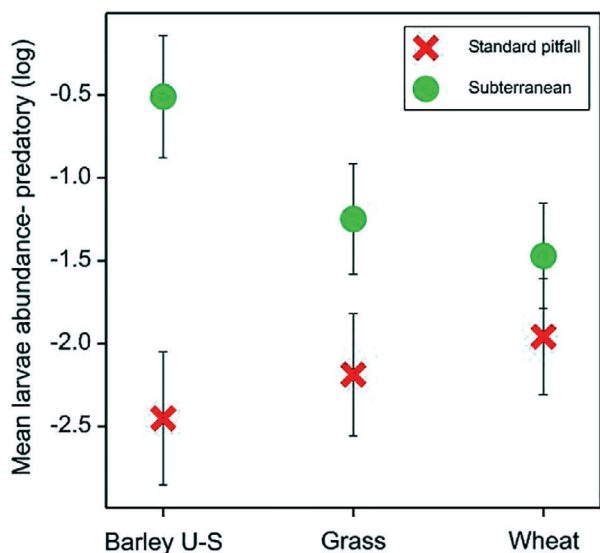 Mean larvae abundance- predatory (log)
-0.5
-1.0
-1.5
-2.0
-2.5
Standard pitfall
Subterranean
Barley U-S
Grass
Wheat